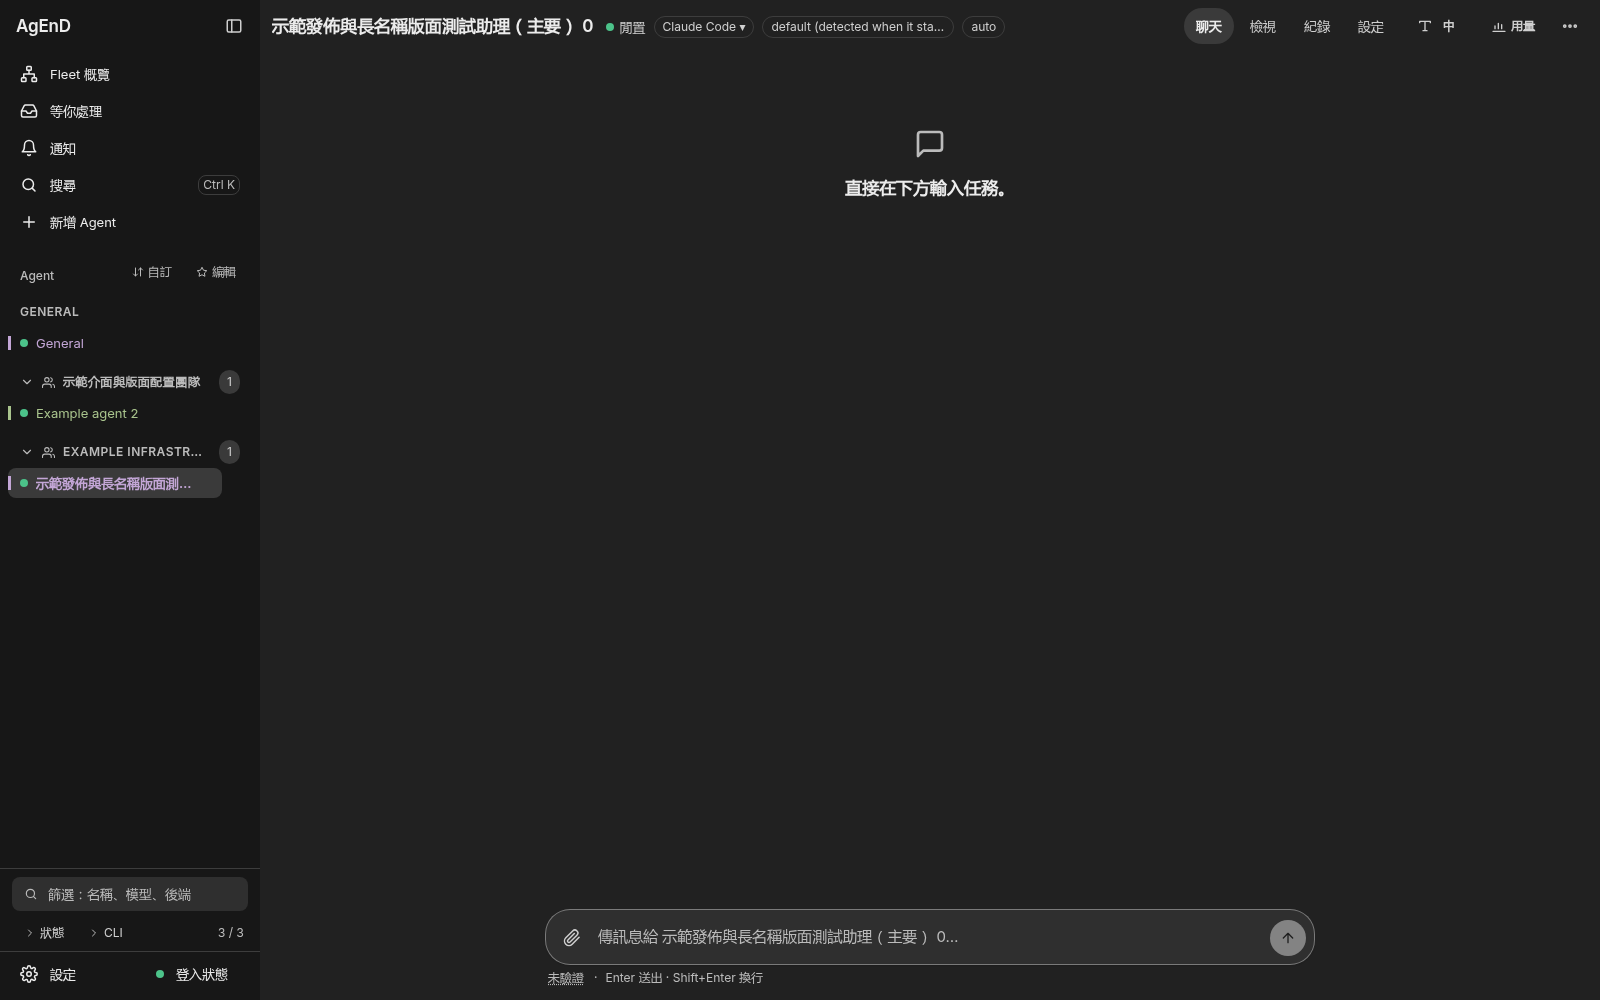 AgEnD
Fleet 概覽
等你處理
通知
搜尋 Ctrl K
新增 Agent
Agent 自訂 編輯
GENERAL
General
示範介面與版面配置團隊 1
Example agent 2
EXAMPLE INFRASTR... 1
示範發佈與長名稱版面測...
篩選：名稱、模型、後端
狀態 CLI 3 / 3
設定 登入狀態
示範發佈與長名稱版面測試助理（主要）0 閒置 Claude Code ▾ default (detected when it sta... auto 聊天 檢視 紀錄 設定 T 中 用量 •••
直接在下方輸入任務。
傳訊息給 示範發佈與長名稱版面測試助理（主要）0...
未驗證 · Enter 送出 · Shift+Enter 換行